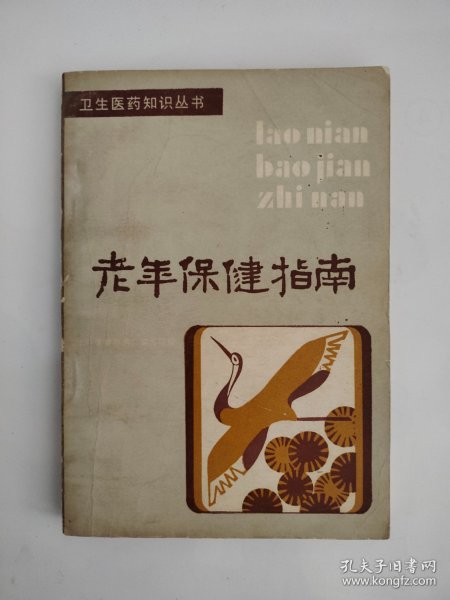 卫生医药知识丛书
lao nian
bao jian
zhi nan
老年保健指南
孔夫子旧书网
www.kongfz.com